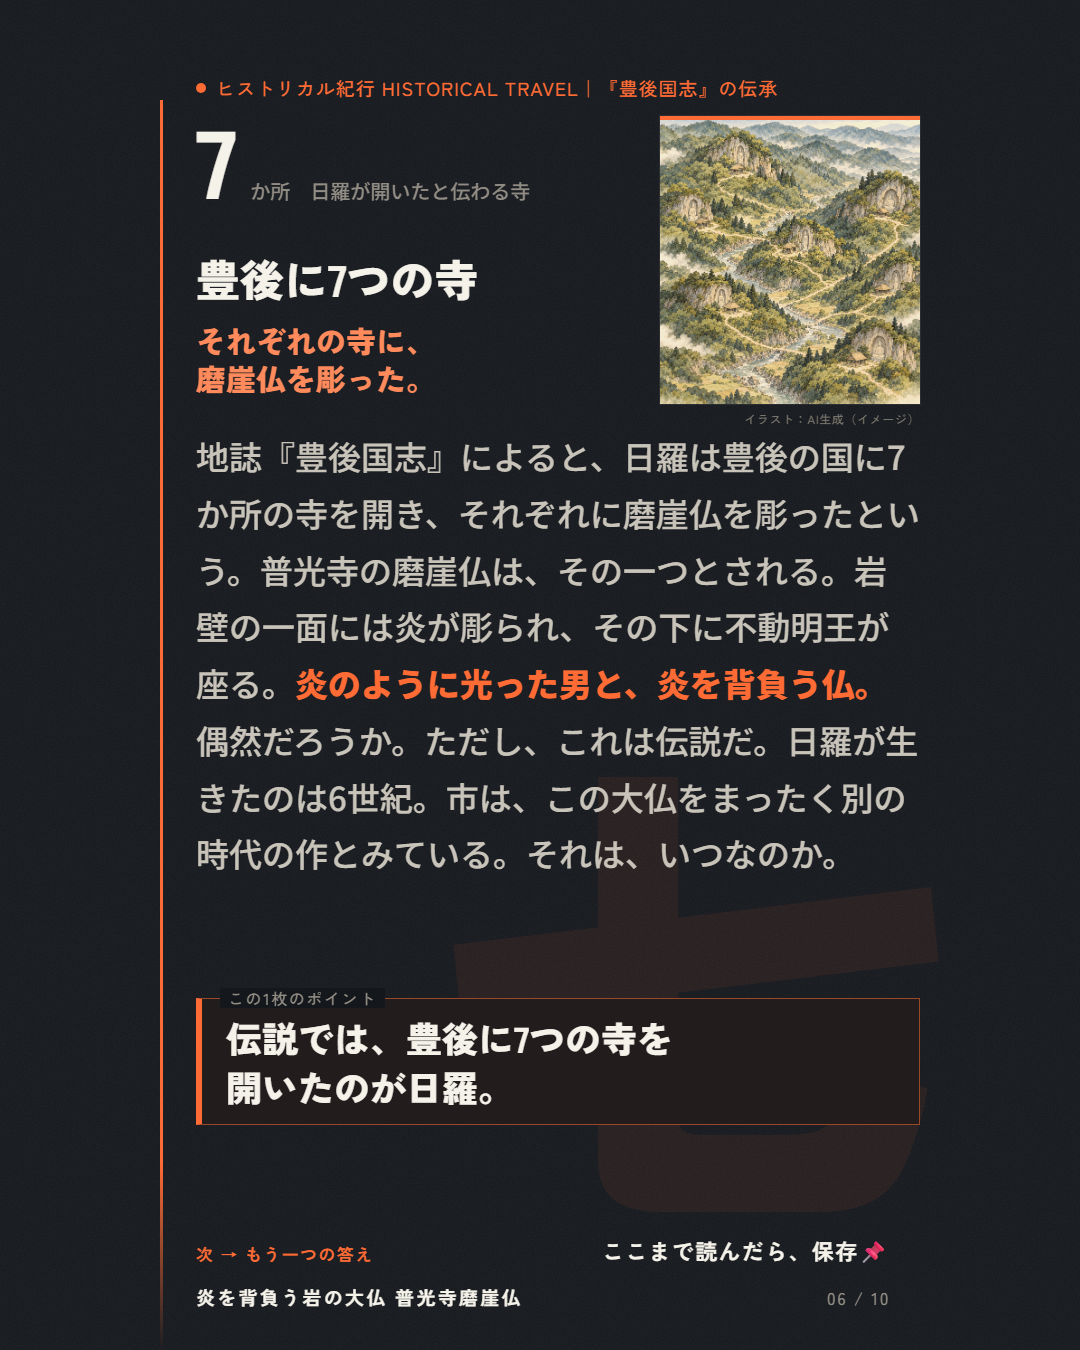 ヒストリカル紀行 HISTORICAL TRAVEL｜『豊後国志』の伝承
7 か所　日羅が開いたと伝わる寺
豊後に7つの寺
それぞれの寺に、
磨崖仏を彫った。
イラスト：AI生成（イメージ）
地誌『豊後国志』によると、日羅は豊後の国に7
か所の寺を開き、それぞれに磨崖仏を彫ったとい
う。普光寺の磨崖仏は、その一つとされる。岩
壁の一面には炎が彫られ、その下に不動明王が
座る。炎のように光った男と、炎を背負う仏。
偶然だろうか。ただし、これは伝説だ。日羅が生
きたのは6世紀。市は、この大仏をまったく別の
時代の作とみている。それは、いつなのか。
七
この1枚のポイント
伝説では、豊後に7つの寺を
開いたのが日羅。
次 → もう一つの答え
ここまで読んだら、保存📌
炎を背負う岩の大仏 普光寺磨崖仏
06 / 10